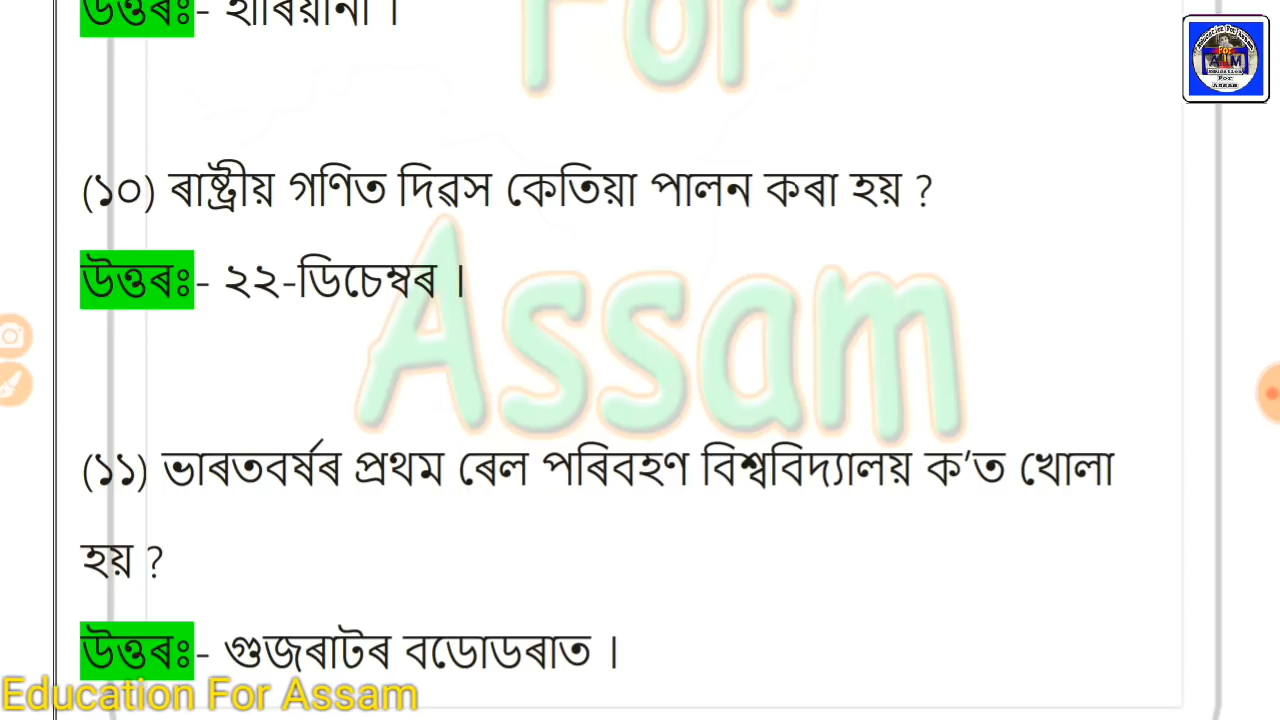 উত্তৰঃ- হাৰিয়ানা ।
For
(১০) ৰাষ্ট্ৰীয় গণিত দিৱস কেতিয়া পালন কৰা হয় ?
উত্তৰঃ- ২২-ডিচেম্বৰ ।
Assam
(১১) ভাৰতবৰ্ষৰ প্ৰথম ৰেল পৰিবহণ বিশ্ববিদ্যালয় ক’ত খোলা
হয় ?
উত্তৰঃ- গুজৰাটৰ বডোডৰাত ।
Education For Assam